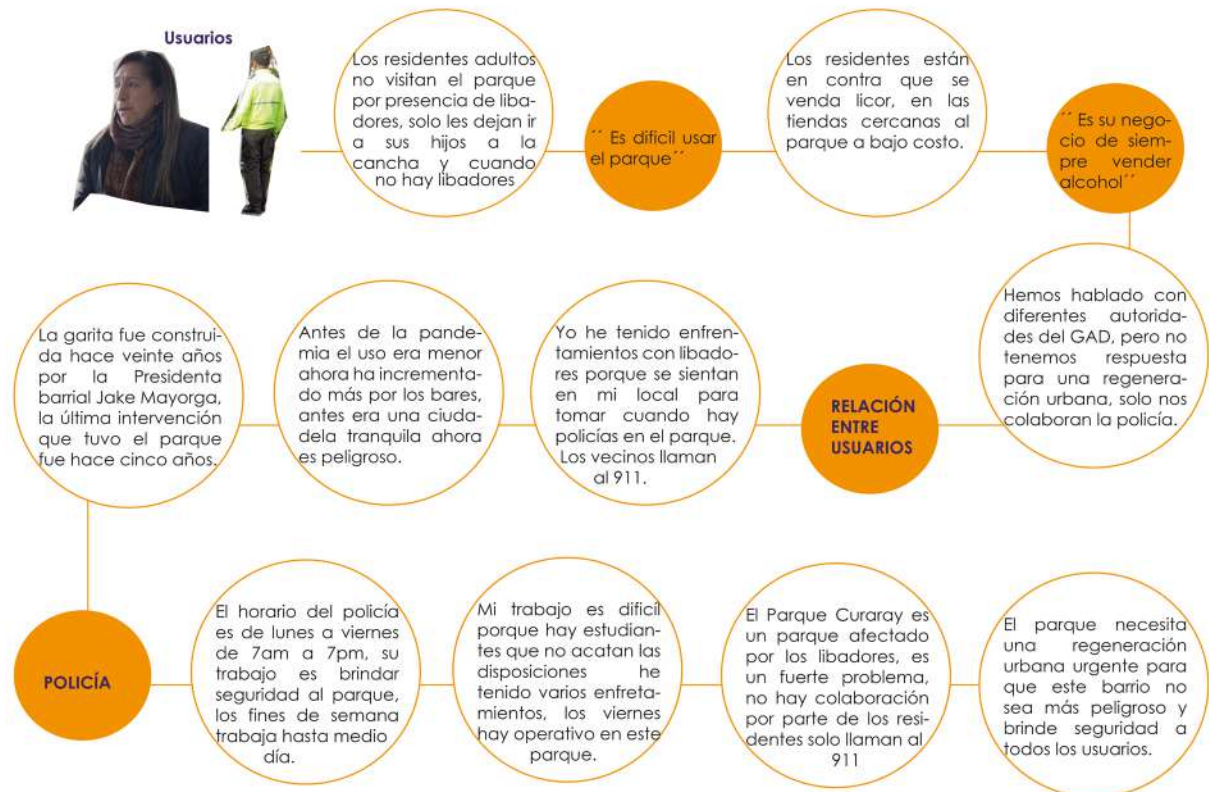 Usuarios
Los residentes adultos
no visitan el parque
por presencia de liba-
dores, solo les dejan ir
a sus hijos a la
cancha y cuando
no hay libadores
´´ Es difícil usar
el parque´´
Los residentes están
en contra que se
venda licor, en las
tiendas cercanas al
parque a bajo costo.
´´ Es su nego-
cio de siem-
pre vender
alcohol´´
Hemos hablado con
diferentes autorida-
des del GAD, pero no
tenemos respuesta
para una regenera-
ción urbana, solo nos
colaboran la policía.
RELACIÓN
ENTRE
USUARIOS
Yo he tenido enfren-
tamientos con libado-
res porque se sientan
en mi local para
tomar cuando hay
policías en el parque.
Los vecinos llaman
al 911.
Antes de la pande-
mia el uso era menor
ahora ha incrementa-
do más por los bares,
antes era una ciuda-
dela tranquila ahora
es peligroso.
La garita fue construi-
da hace veinte años
por la Presidenta
barrial Jake Mayorga,
la última intervención
que tuvo el parque
fue hace cinco años.
POLICÍA
El horario del policía
es de lunes a viernes
de 7am a 7pm, su
trabajo es brindar
seguridad al parque,
los fines de semana
trabaja hasta medio
día.
Mi trabajo es dificil
porque hay estudian-
tes que no acatan las
disposiciones he
tenido varios enfreta-
mientos, los viernes
hay operativo en este
parque.
El Parque Curaray es
un parque afectado
por los libadores, es
un fuerte problema,
no hay colaboración
por parte de los resi-
dentes solo llaman al
911
El parque necesita
una regeneración
urbana urgente para
que este barrio no
sea más peligroso y
brinde seguridad a
todos los usuarios.